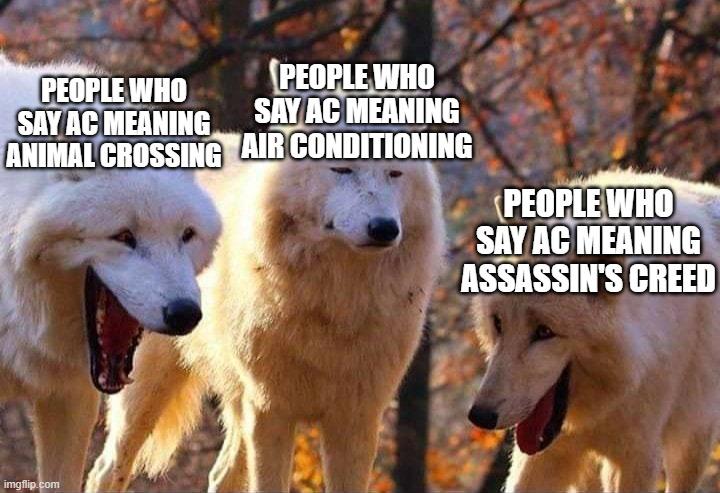 PEOPLE WHO
SAY AC MEANING
ANIMAL CROSSING
PEOPLE WHO
SAY AC MEANING
AIR CONDITIONING
PEOPLE WHO
SAY AC MEANING
ASSASSIN'S CREED
imgflip.com